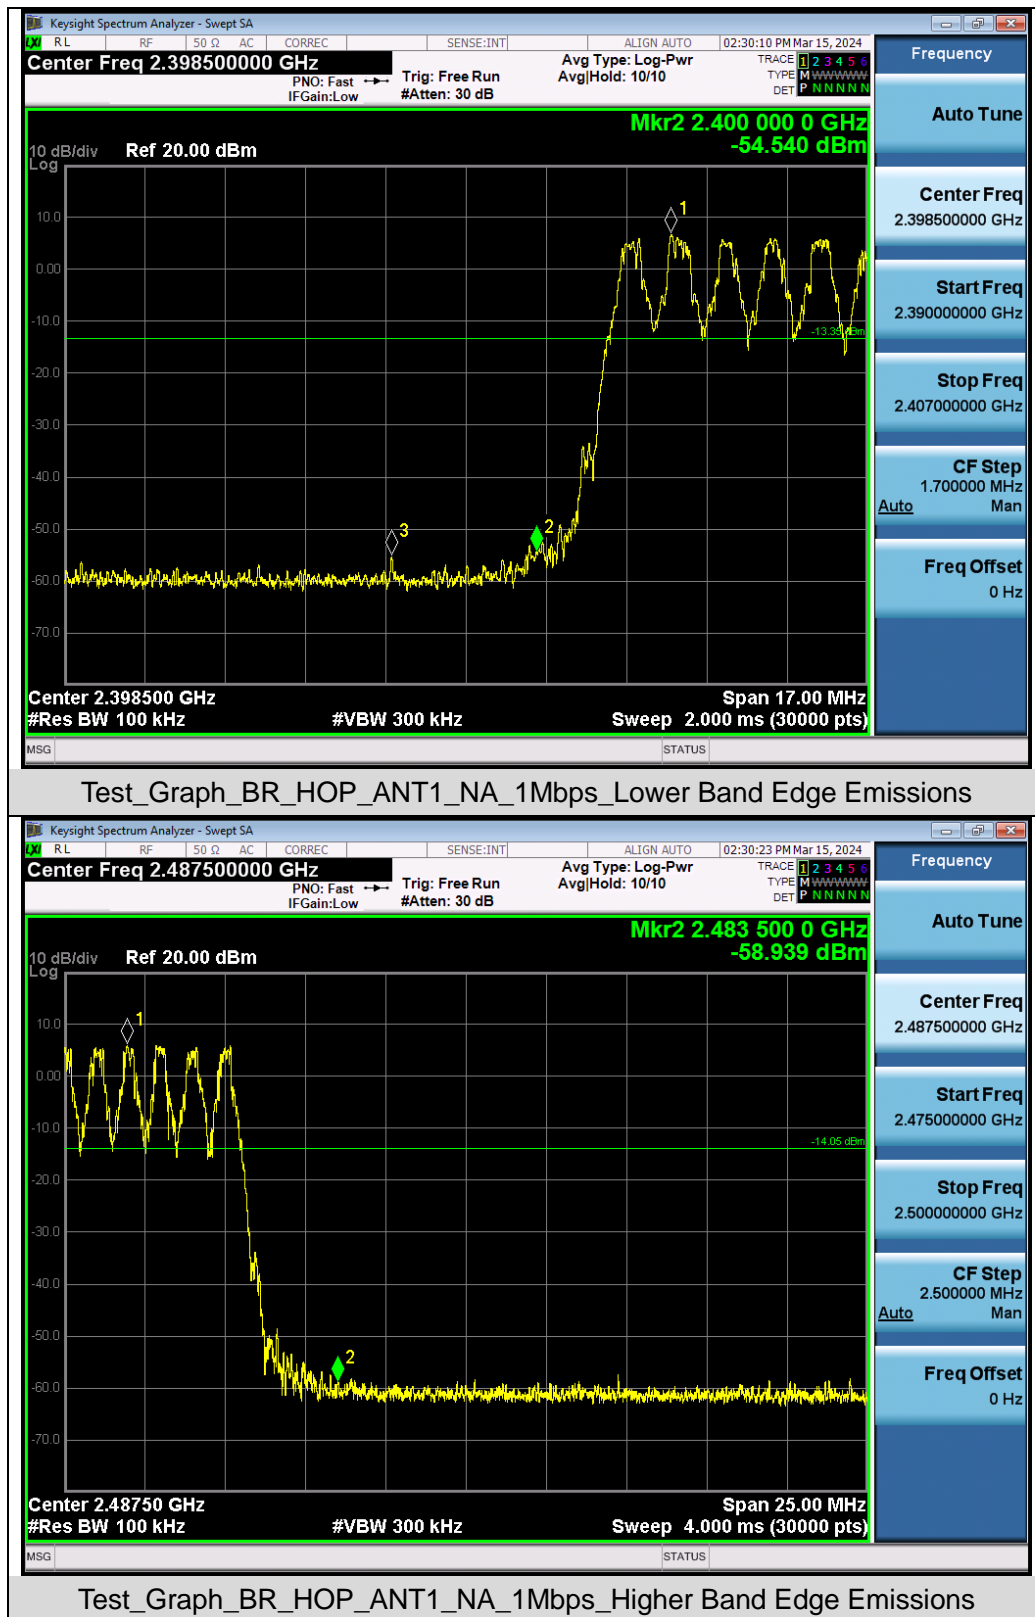 Keysight Spectrum Analyzer - Swept SA
LXI RL RF 50 Ω AC CORREC SENSE:INT ALIGN AUTO 02:30:10 PM Mar 15, 2024
Center Freq 2.398500000 GHz
PNO: Fast
IFGain:Low
Trig: Free Run
#Atten: 30 dB
Avg Type: Log-Pwr
Avg|Hold: 10/10
TRACE 1 2 3 4 5 6
TYPE M WWWWW
DET P N N N N N
Mkr2 2.400 000 0 GHz
-54.540 dBm
10 dB/div Ref 20.00 dBm
Log
10.0
0.00
-10.0
-20.0
-30.0
-40.0
-50.0
-60.0
-70.0
1
2
3
-13.39 dBm
Center 2.398500 GHz Span 17.00 MHz
#Res BW 100 kHz #VBW 300 kHz Sweep 2.000 ms (30000 pts)
MSG STATUS
Frequency
Auto Tune
Center Freq
2.398500000 GHz
Start Freq
2.390000000 GHz
Stop Freq
2.407000000 GHz
CF Step
1.700000 MHz
Auto Man
Freq Offset
0 Hz
Test_Graph_BR_HOP_ANT1_NA_1Mbps_Lower Band Edge Emissions
Keysight Spectrum Analyzer - Swept SA
LXI RL RF 50 Ω AC CORREC SENSE:INT ALIGN AUTO 02:30:23 PM Mar 15, 2024
Center Freq 2.487500000 GHz
PNO: Fast
IFGain:Low
Trig: Free Run
#Atten: 30 dB
Avg Type: Log-Pwr
Avg|Hold: 10/10
TRACE 1 2 3 4 5 6
TYPE M WWWWW
DET P N N N N N
Mkr2 2.483 500 0 GHz
-58.939 dBm
10 dB/div Ref 20.00 dBm
Log
10.0
0.00
-10.0
-20.0
-30.0
-40.0
-50.0
-60.0
-70.0
1
2
-14.05 dBm
Center 2.48750 GHz Span 25.00 MHz
#Res BW 100 kHz #VBW 300 kHz Sweep 4.000 ms (30000 pts)
MSG STATUS
Frequency
Auto Tune
Center Freq
2.487500000 GHz
Start Freq
2.475000000 GHz
Stop Freq
2.500000000 GHz
CF Step
2.500000 MHz
Auto Man
Freq Offset
0 Hz
Test_Graph_BR_HOP_ANT1_NA_1Mbps_Higher Band Edge Emissions